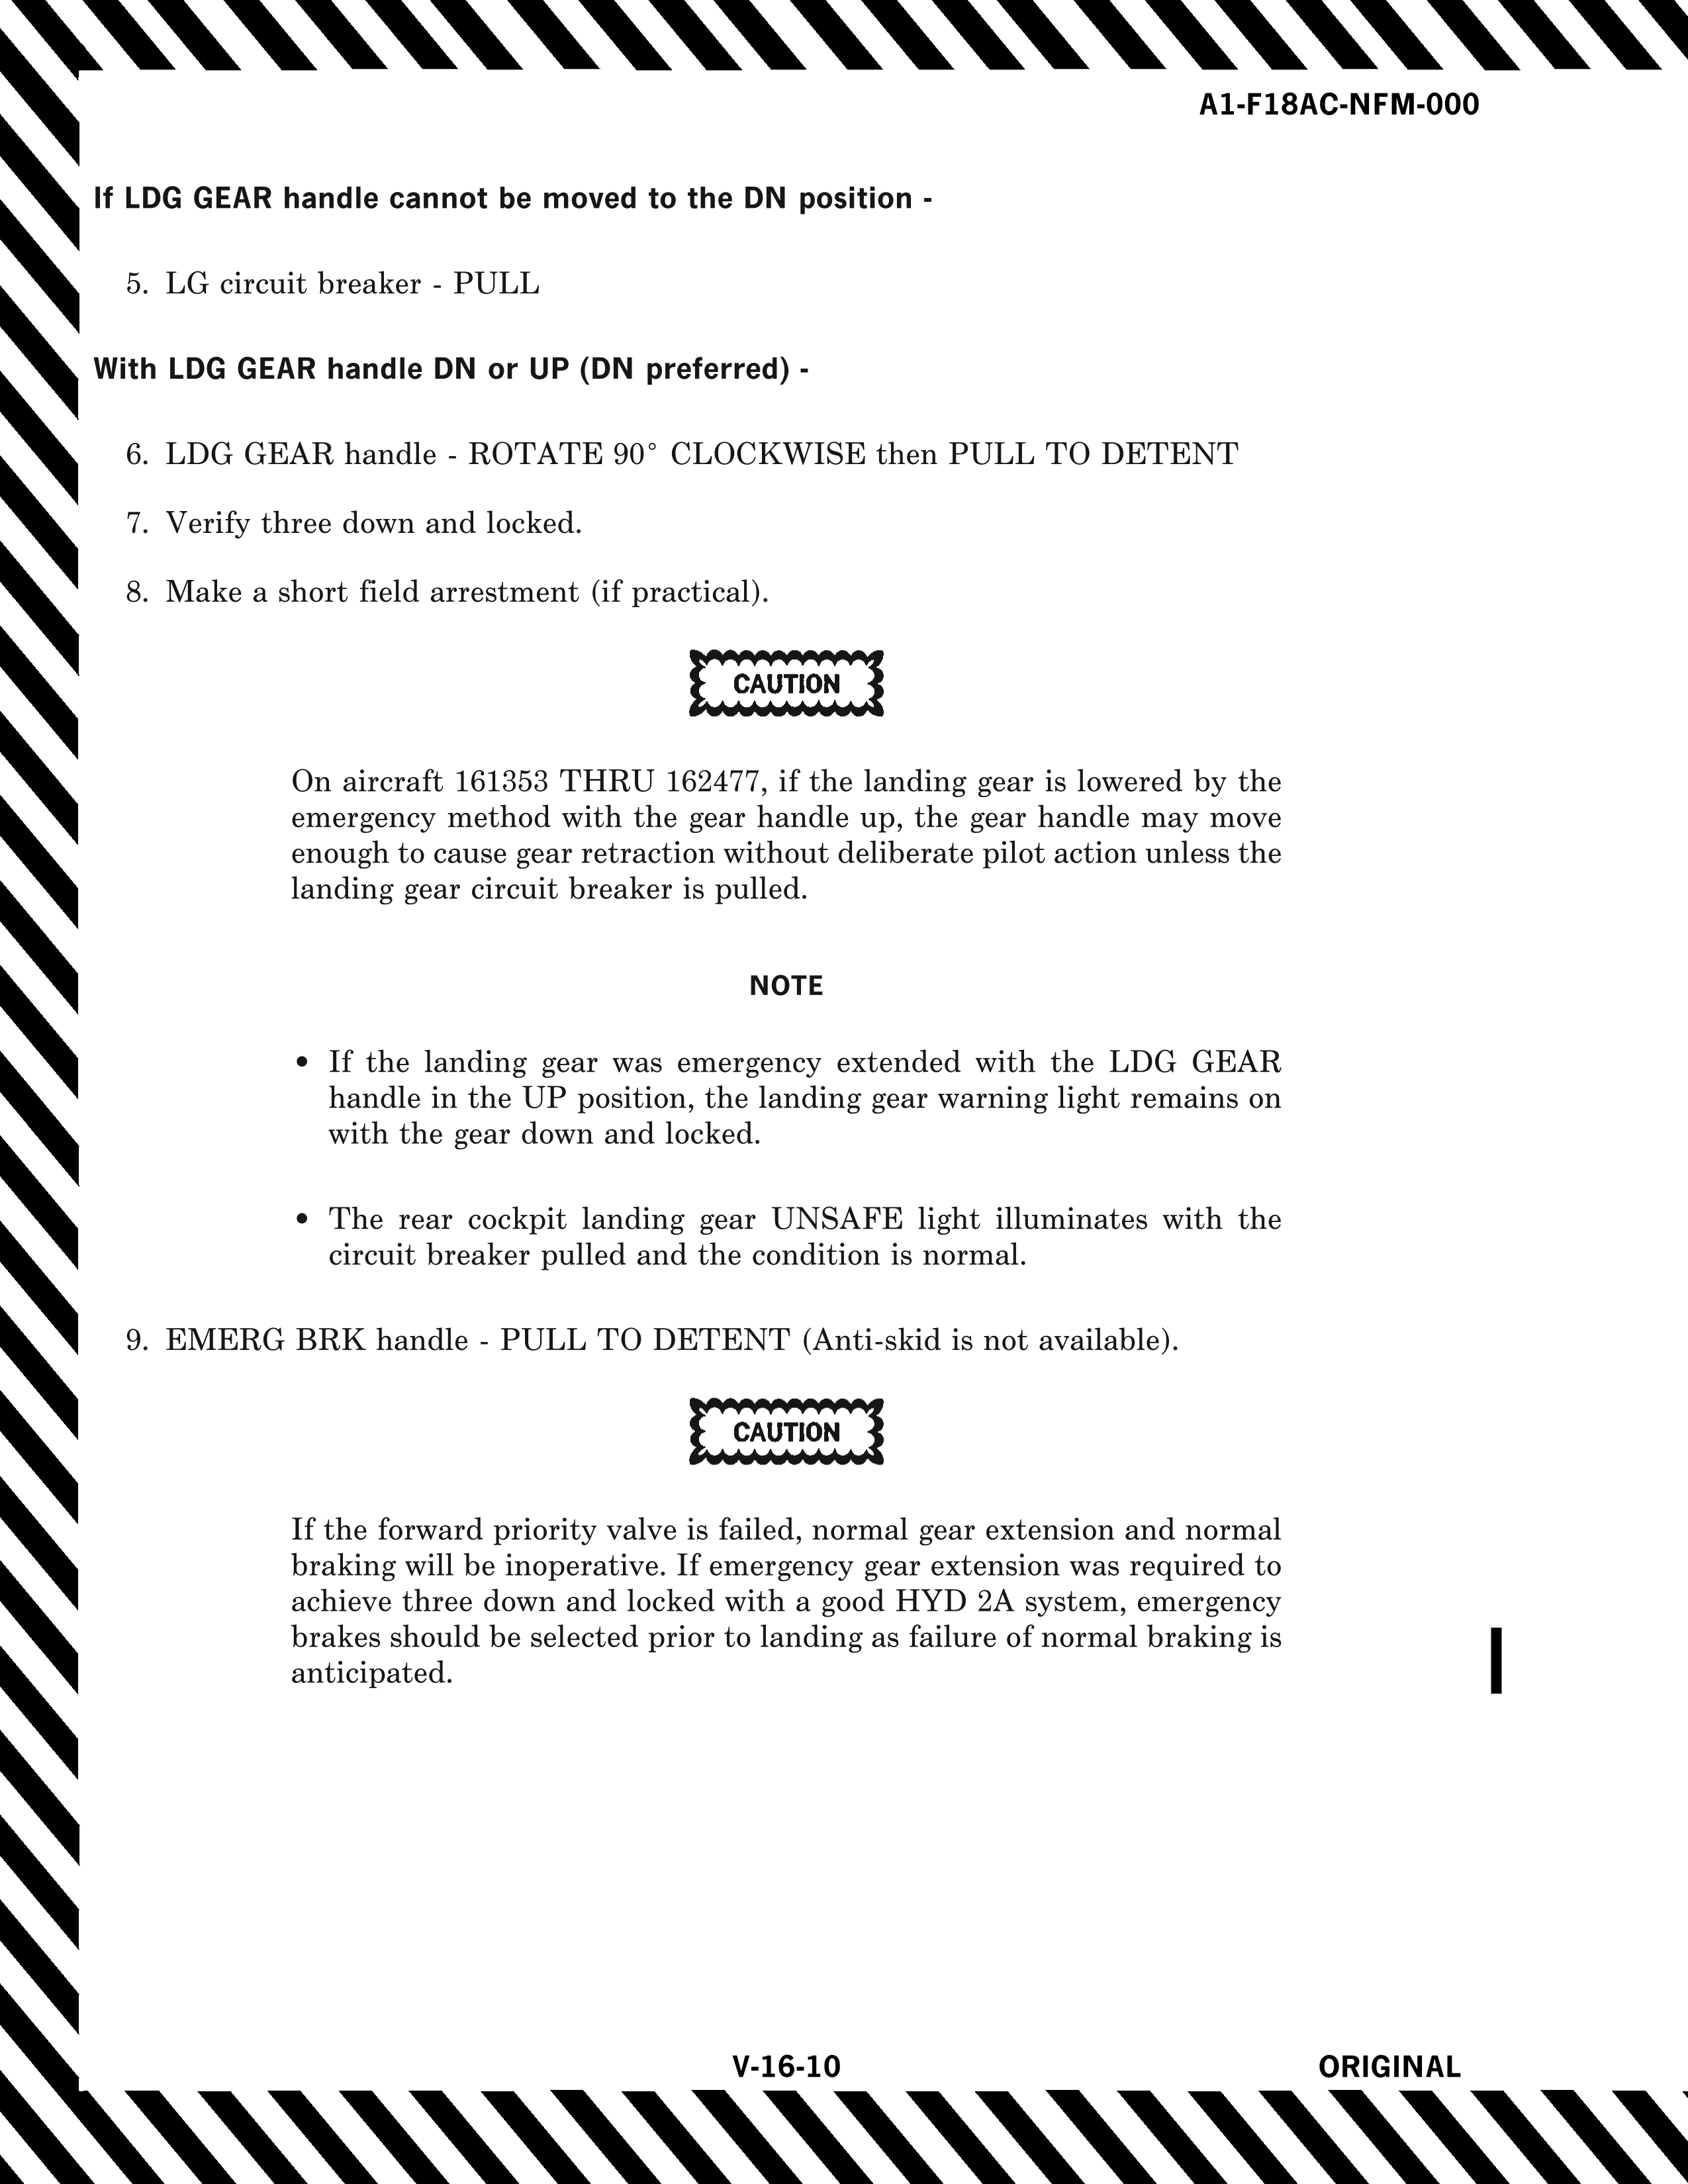 A1-F18AC-NFM-000
If LDG GEAR handle cannot be moved to the DN position -
5. LG circuit breaker - PULL
With LDG GEAR handle DN or UP (DN preferred) -
6. LDG GEAR handle - ROTATE 90° CLOCKWISE then PULL TO DETENT
7. Verify three down and locked.
8. Make a short field arrestment (if practical).
CAUTION
On aircraft 161353 THRU 162477, if the landing gear is lowered by the
emergency method with the gear handle up, the gear handle may move
enough to cause gear retraction without deliberate pilot action unless the
landing gear circuit breaker is pulled.
NOTE
• If the landing gear was emergency extended with the LDG GEAR
handle in the UP position, the landing gear warning light remains on
with the gear down and locked.
• The rear cockpit landing gear UNSAFE light illuminates with the
circuit breaker pulled and the condition is normal.
9. EMERG BRK handle - PULL TO DETENT (Anti-skid is not available).
CAUTION
If the forward priority valve is failed, normal gear extension and normal
braking will be inoperative. If emergency gear extension was required to
achieve three down and locked with a good HYD 2A system, emergency
brakes should be selected prior to landing as failure of normal braking is
anticipated.
V-16-10
ORIGINAL